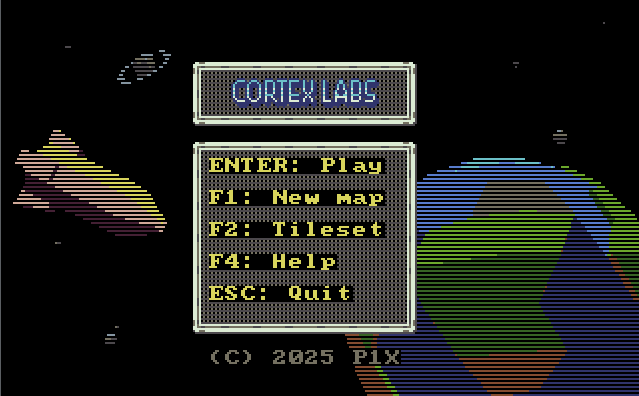 CORTEX LABS
ENTER: Play
F1: New map
F2: Tileset
F4: Help
ESC: Quit
(C) 2025 P1X